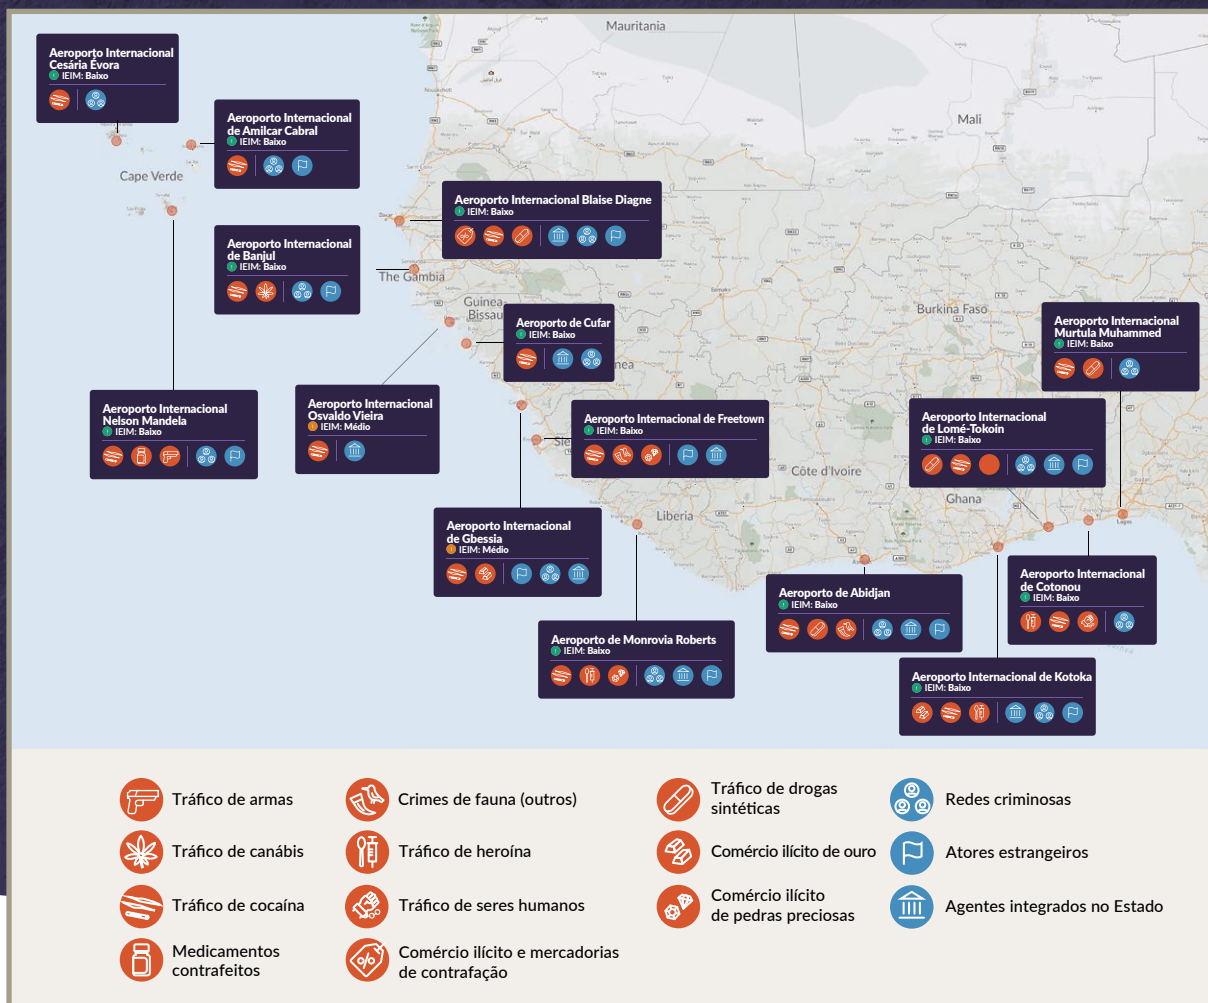 Mauritania
Mali
Aeroporto Internacional
Cesária Évora
IEIM: Baixo
Aeroporto Internacional
de Amilcar Cabral
IEIM: Baixo
Cape Verde
Aeroporto Internacional Blaise Diagne
IEIM: Baixo
Aeroporto Internacional
de Banjul
IEIM: Baixo
The Gambia
Guinea-
Bissau
Burkina Faso
Aeroporto de Cufar
IEIM: Baixo
Aeroporto Internacional
Murtula Muhammed
IEIM: Baixo
Aeroporto Internacional
Nelson Mandela
IEIM: Baixo
Aeroporto Internacional
Osvaldo Vieira
IEIM: Médio
Aeroporto Internacional de Freetown
IEIM: Baixo
Aeroporto Internacional
de Lomé-Tokoin
IEIM: Baixo
Côte d'Ivoire
Ghana
Liberia
Lagos
Aeroporto Internacional
de Gbessia
IEIM: Médio
Aeroporto de Abidjan
IEIM: Baixo
Aeroporto Internacional
de Cotonou
IEIM: Baixo
Aeroporto de Monrovia Roberts
IEIM: Baixo
Aeroporto Internacional de Kotoka
IEIM: Baixo
Tráfico de armas
Crimes de fauna (outros)
Tráfico de drogas
sintéticas
Redes criminosas
Tráfico de canábis
Tráfico de heroína
Comércio ilícito de ouro
Atores estrangeiros
Tráfico de cocaína
Tráfico de seres humanos
Comércio ilícito
de pedras preciosas
Agentes integrados no Estado
Medicamentos
contrafeitos
Comércio ilícito e mercadorias
de contrafação